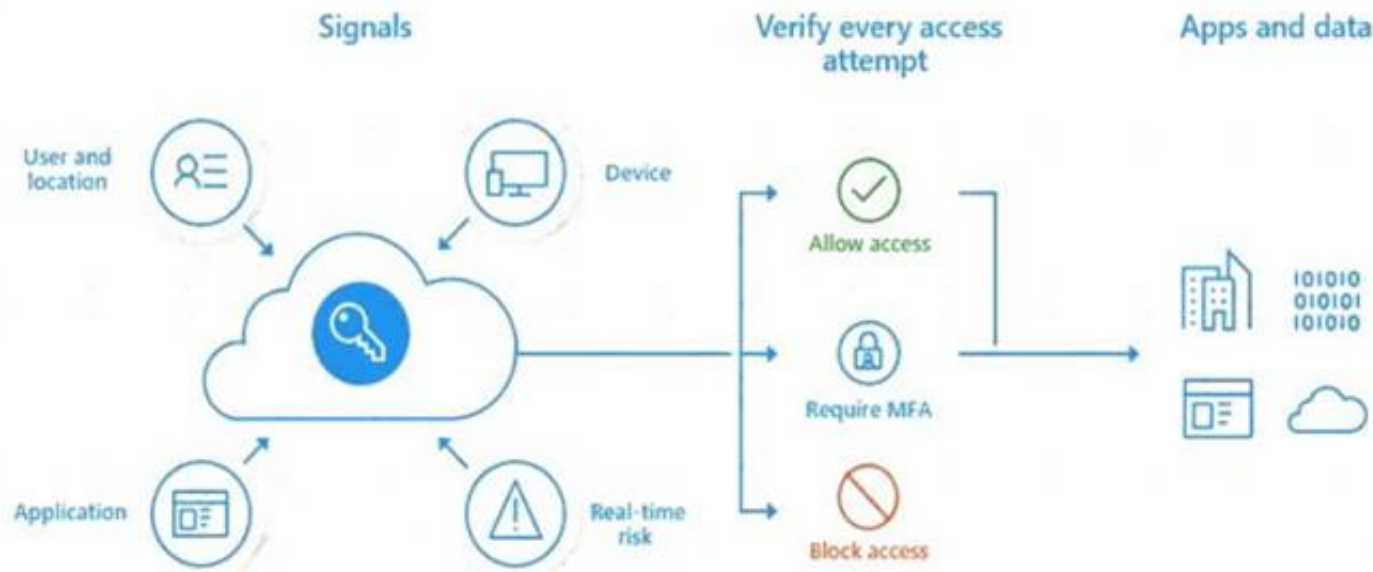 Signals
Verify every access
attempt
Apps and data
User and
location
Device
Allow access
101010
010101
101010
Require MFA
Application
Real-time
risk
Block access